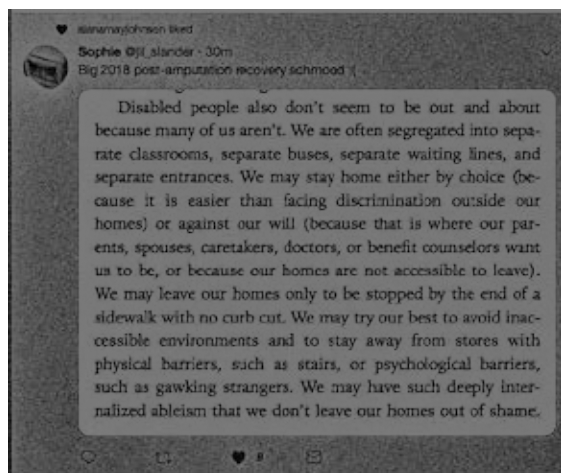 alanamayjohnson liked
Sophie @jil_slander · 30m
Big 2018 post-amputation recovery schmood :(
Disabled people also don't seem to be out and about
because many of us aren't. We are often segregated into sepa-
rate classrooms, separate buses, separate waiting lines, and
separate entrances. We may stay home either by choice (be-
cause it is easier than facing discrimination outside our
homes) or against our will (because that is where our par-
ents, spouses, caretakers, doctors, or benefit counselors want
us to be, or because our homes are not accessible to leave).
We may leave our homes only to be stopped by the end of a
sidewalk with no curb cut. We may try our best to avoid inac-
cessible environments and to stay away from stores with
physical barriers, such as stairs, or psychological barriers,
such as gawking strangers. We may have such deeply inter-
nalized ableism that we don't leave our homes out of shame.